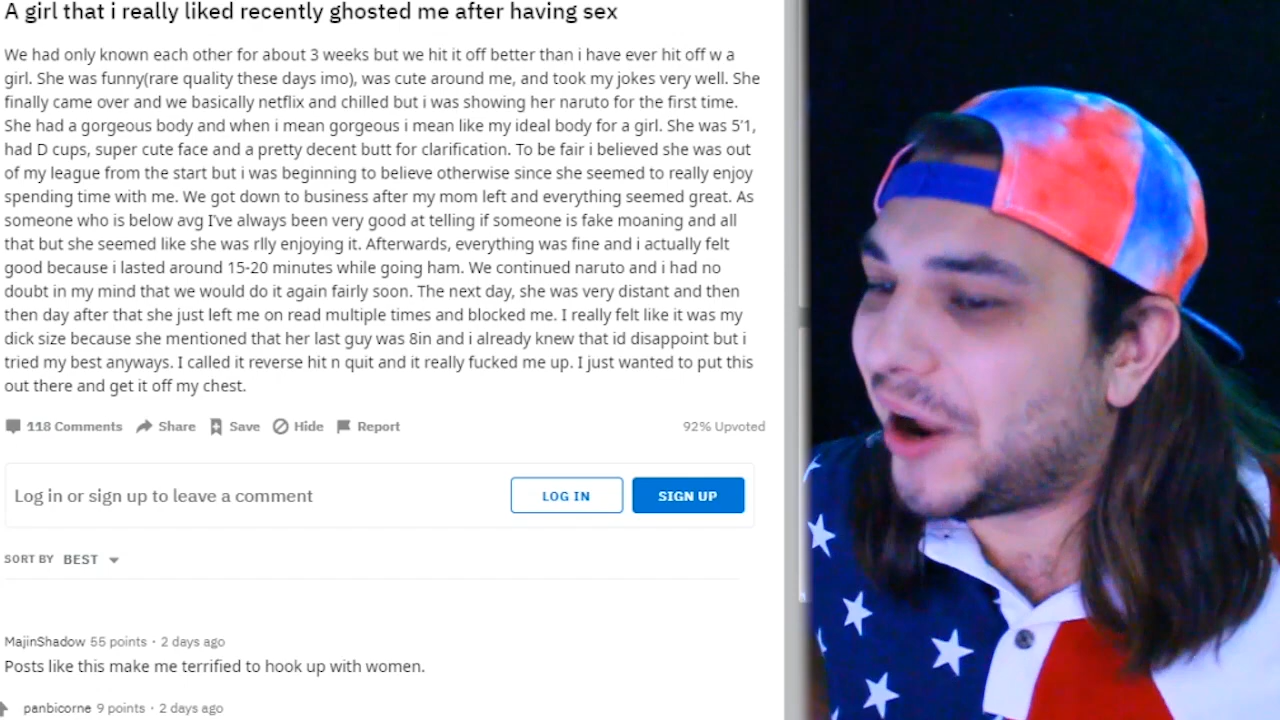 A girl that i really liked recently ghosted me after having sex
We had only known each other for about 3 weeks but we hit it off better than i have ever hit off w a
girl. She was funny(rare quality these days imo), was cute around me, and took my jokes very well. She
finally came over and we basically netflix and chilled but i was showing her naruto for the first time.
She had a gorgeous body and when i mean gorgeous i mean like my ideal body for a girl. She was 5'1,
had D cups, super cute face and a pretty decent butt for clarification. To be fair i believed she was out
of my league from the start but i was beginning to believe otherwise since she seemed to really enjoy
spending time with me. We got down to business after my mom left and everything seemed great. As
someone who is below avg I've always been very good at telling if someone is fake moaning and all
that but she seemed like she was rlly enjoying it. Afterwards, everything was fine and i actually felt
good because i lasted around 15-20 minutes while going ham. We continued naruto and i had no
doubt in my mind that we would do it again fairly soon. The next day, she was very distant and then
then day after that she just left me on read multiple times and blocked me. I really felt like it was my
dick size because she mentioned that her last guy was 8in and i already knew that id disappoint but i
tried my best anyways. I called it reverse hit n quit and it really fucked me up. I just wanted to put this
out there and get it off my chest.
118 Comments Share Save Hide Report 92% Upvoted
Log in or sign up to leave a comment LOG IN SIGN UP
SORT BY BEST
MajinShadow 55 points · 2 days ago
Posts like this make me terrified to hook up with women.
panbicorne 9 points · 2 days ago